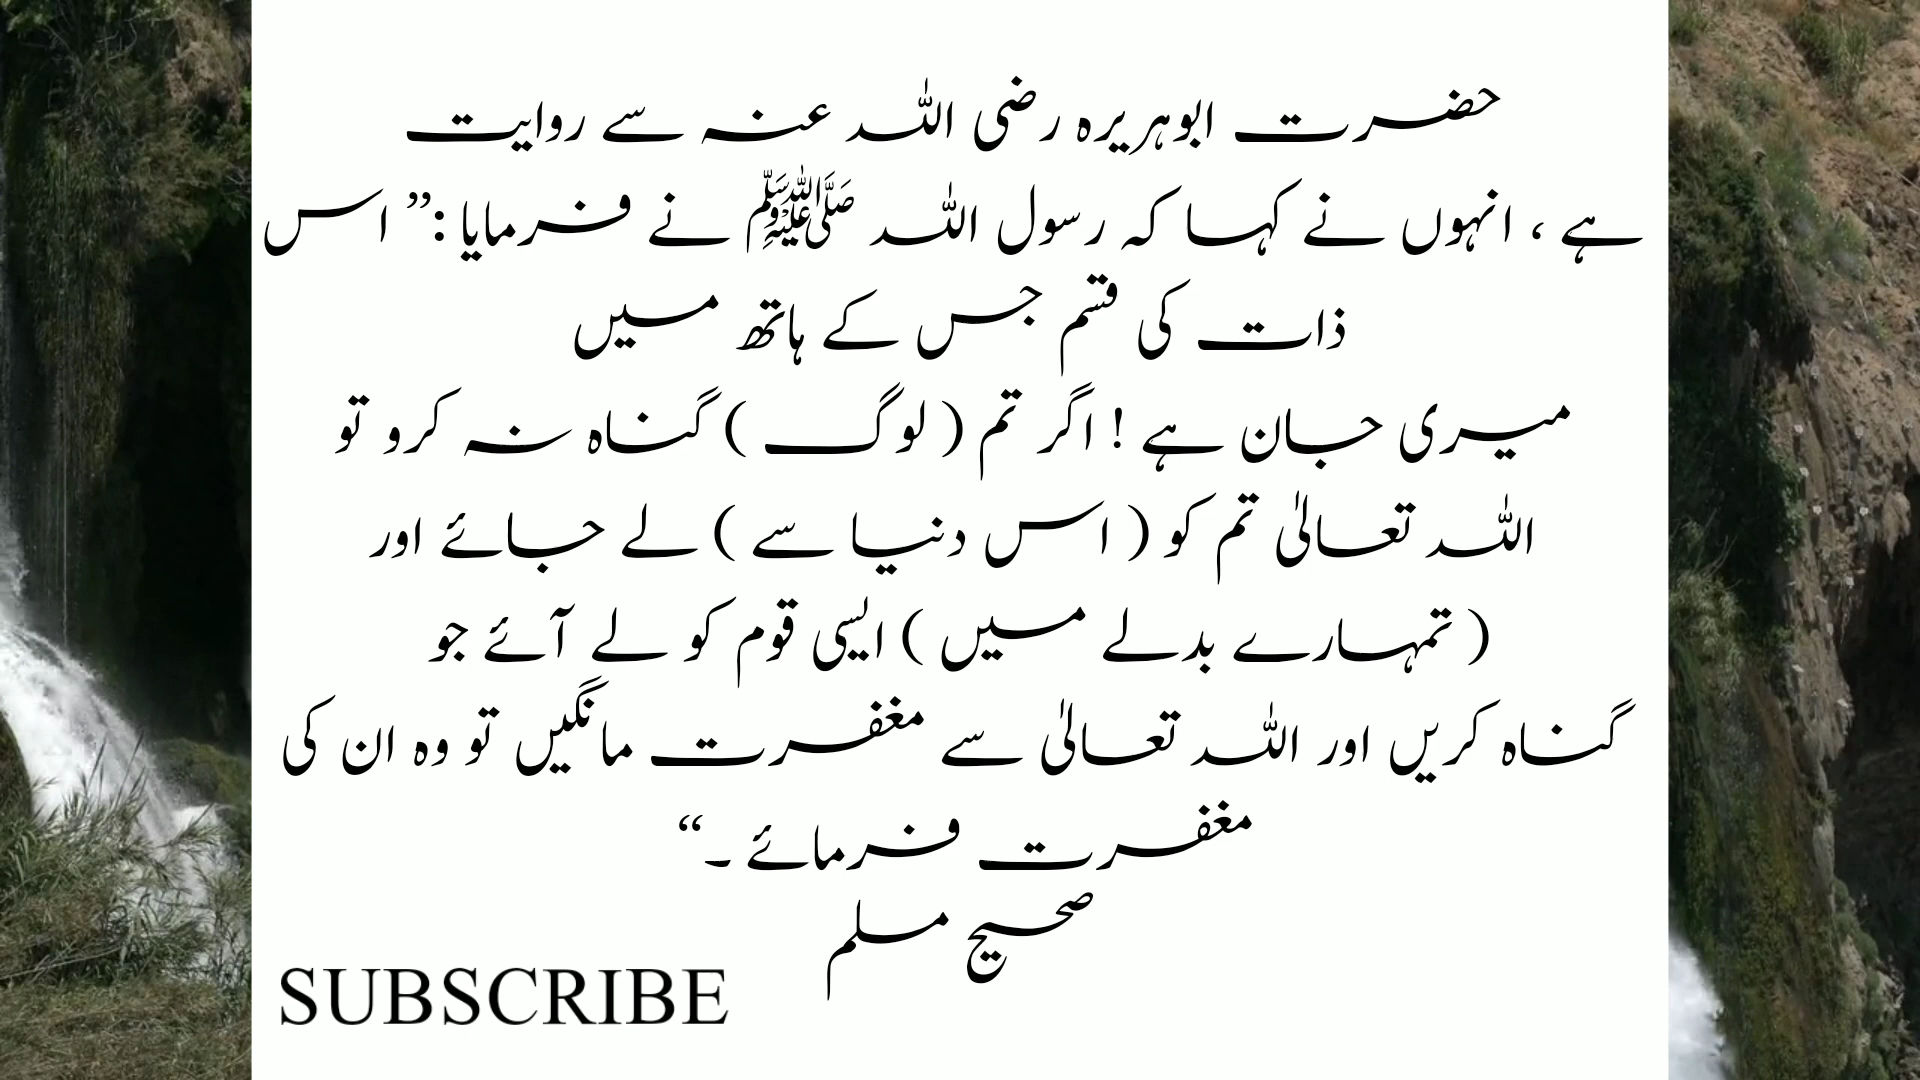 حضرت ابوہریرہ رضی اللہ عنہ سے روایت
ہے ، انہوں نے کہا کہ رسول اللہ ﷺ نے فرمایا :” اس
ذات کی قسم جس کے ہاتھ میں
میری جان ہے ! اگر تم ( لوگ ) گناہ نہ کرو تو
اللہ تعالیٰ تم کو ( اس دنیا سے ) لے جائے اور
( تمہارے بدلے میں ) ایسی قوم کو لے آئے جو
گناہ کریں اور اللہ تعالیٰ سے مغفرت مانگیں تو وہ ان کی
مغفرت فرمائے ۔“
صحیح مسلم
SUBSCRIBE